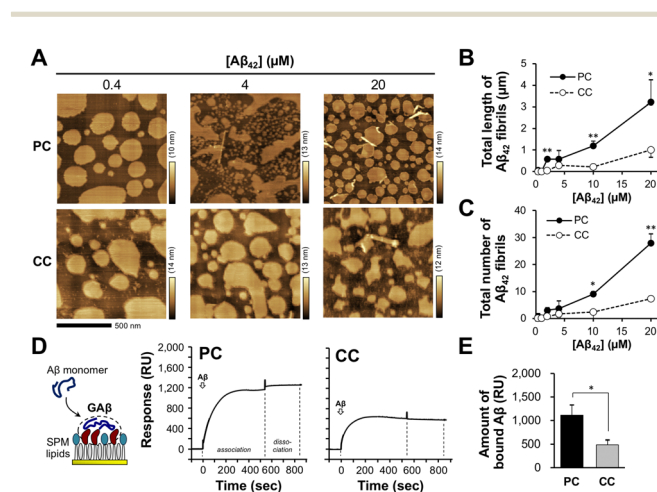 A
[Aβ42] (µM)
0.4
4
20
PC
(10 nm)
(13 nm)
(14 nm)
CC
(14 nm)
(13 nm)
(12 nm)
500 nm
B
Total length of
Aβ42 fibrils (µm)
5
4
3
2
1
0
PC
CC
**
**
*
0
5
10
15
20
[Aβ42] (µM)
C
Total number of
Aβ42 fibrils
40
30
20
10
0
PC
CC
*
**
0
5
10
15
20
[Aβ42] (µM)
D
Aβ monomer
GAβ
SPM
lipids
Response (RU)
2,000
1,600
1,200
800
400
0
PC
Aβ
association
disso-
ciation
0
200
400
600
800
Time (sec)
CC
Aβ
0
200
400
600
800
Time (sec)
E
Amount of
bound Aβ (RU)
2,000
1,500
1,000
500
0
*
PC
CC